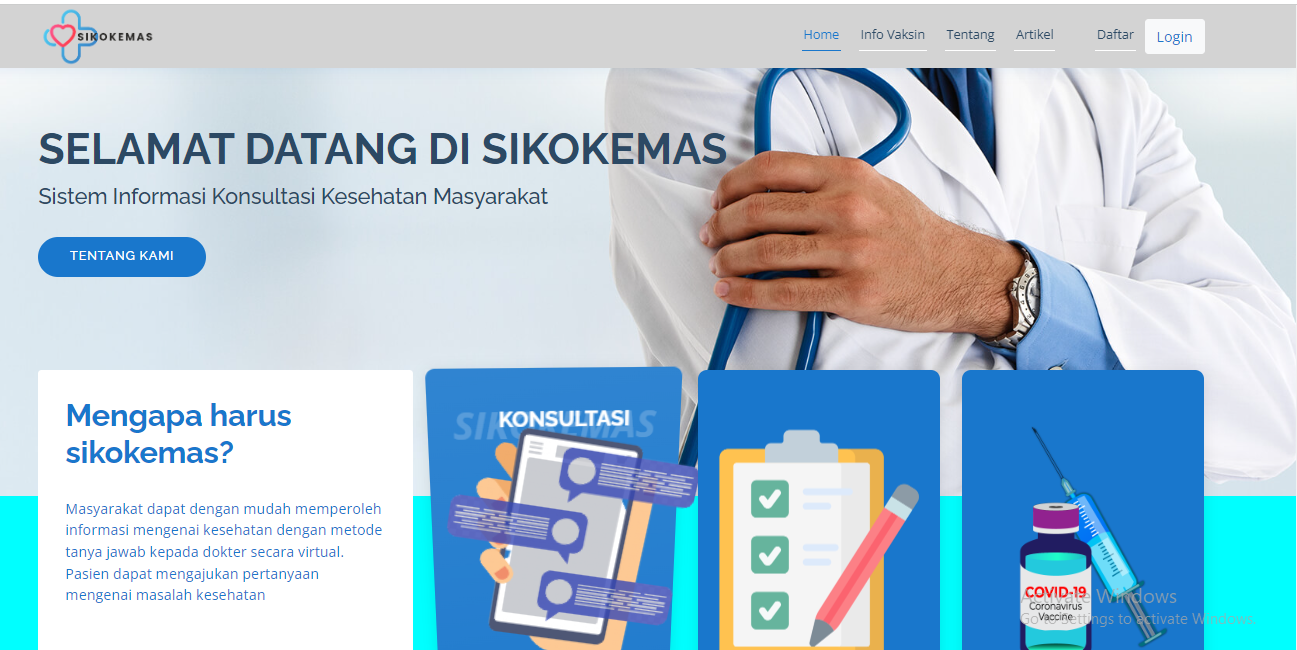 SIKOKEMAS
Home
Info Vaksin
Tentang
Artikel
Daftar
Login
SELAMAT DATANG DI SIKOKEMAS
Sistem Informasi Konsultasi Kesehatan Masyarakat
TENTANG KAMI
Mengapa harus
sikokemas?
Masyarakat dapat dengan mudah memperoleh
informasi mengenai kesehatan dengan metode
tanya jawab kepada dokter secara virtual.
Pasien dapat mengajukan pertanyaan
mengenai masalah kesehatan
SIKOKEMAS
KONSULTASI
COVID-19
Coronavirus
Vaccine
Activate Windows
Go to Settings to activate Windows.